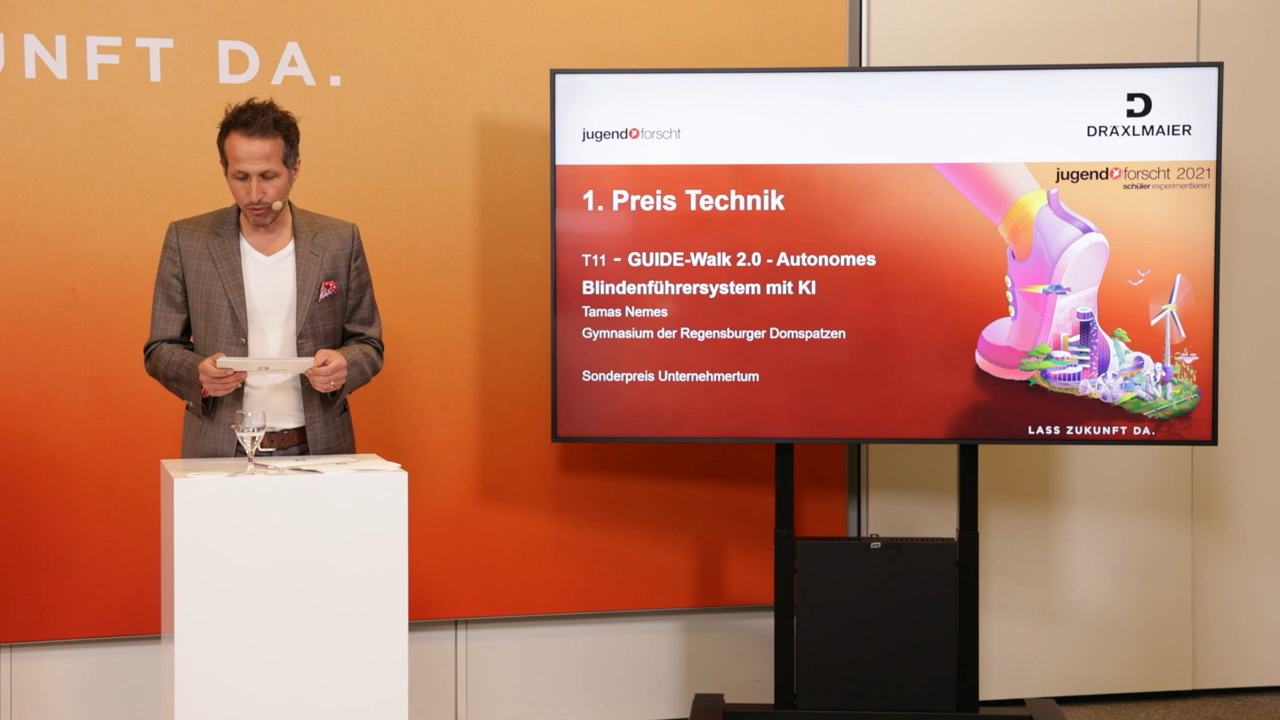 UNFT DA.
jugend forscht
DRÄXLMAIER
jugend forscht 2021
schüler experimentieren
1. Preis Technik
T11 - GUIDE-Walk 2.0 - Autonomes
Blindenführersystem mit KI
Tamas Nemes
Gymnasium der Regensburger Domspatzen
Sonderpreis Unternehmertum
LASS ZUKUNFT DA.